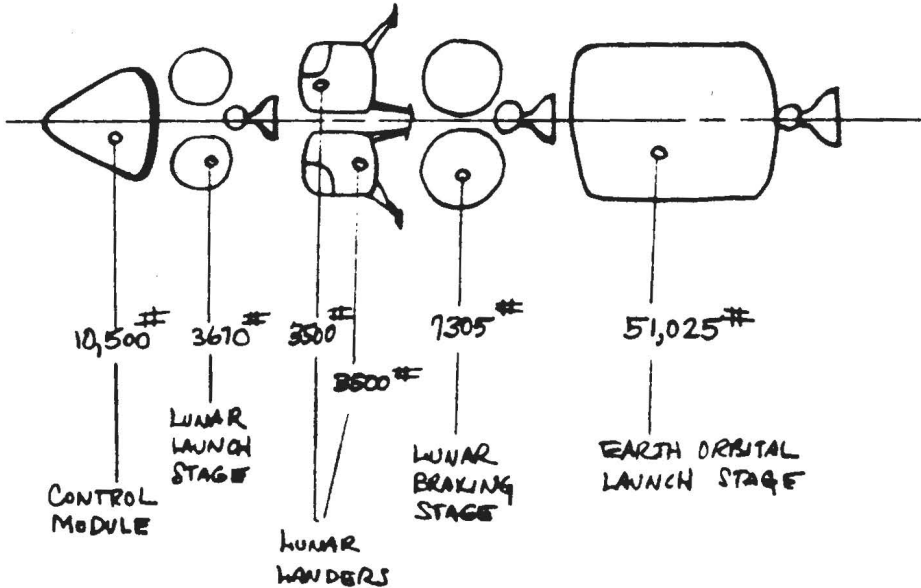 10,500#
3670#
3500#
3500#
7305#
51,025#
CONTROL
MODULE
LUNAR
LAUNCH
STAGE
LUNAR
LANDERS
LUNAR
BRAKING
STAGE
EARTH ORBITAL
LAUNCH STAGE